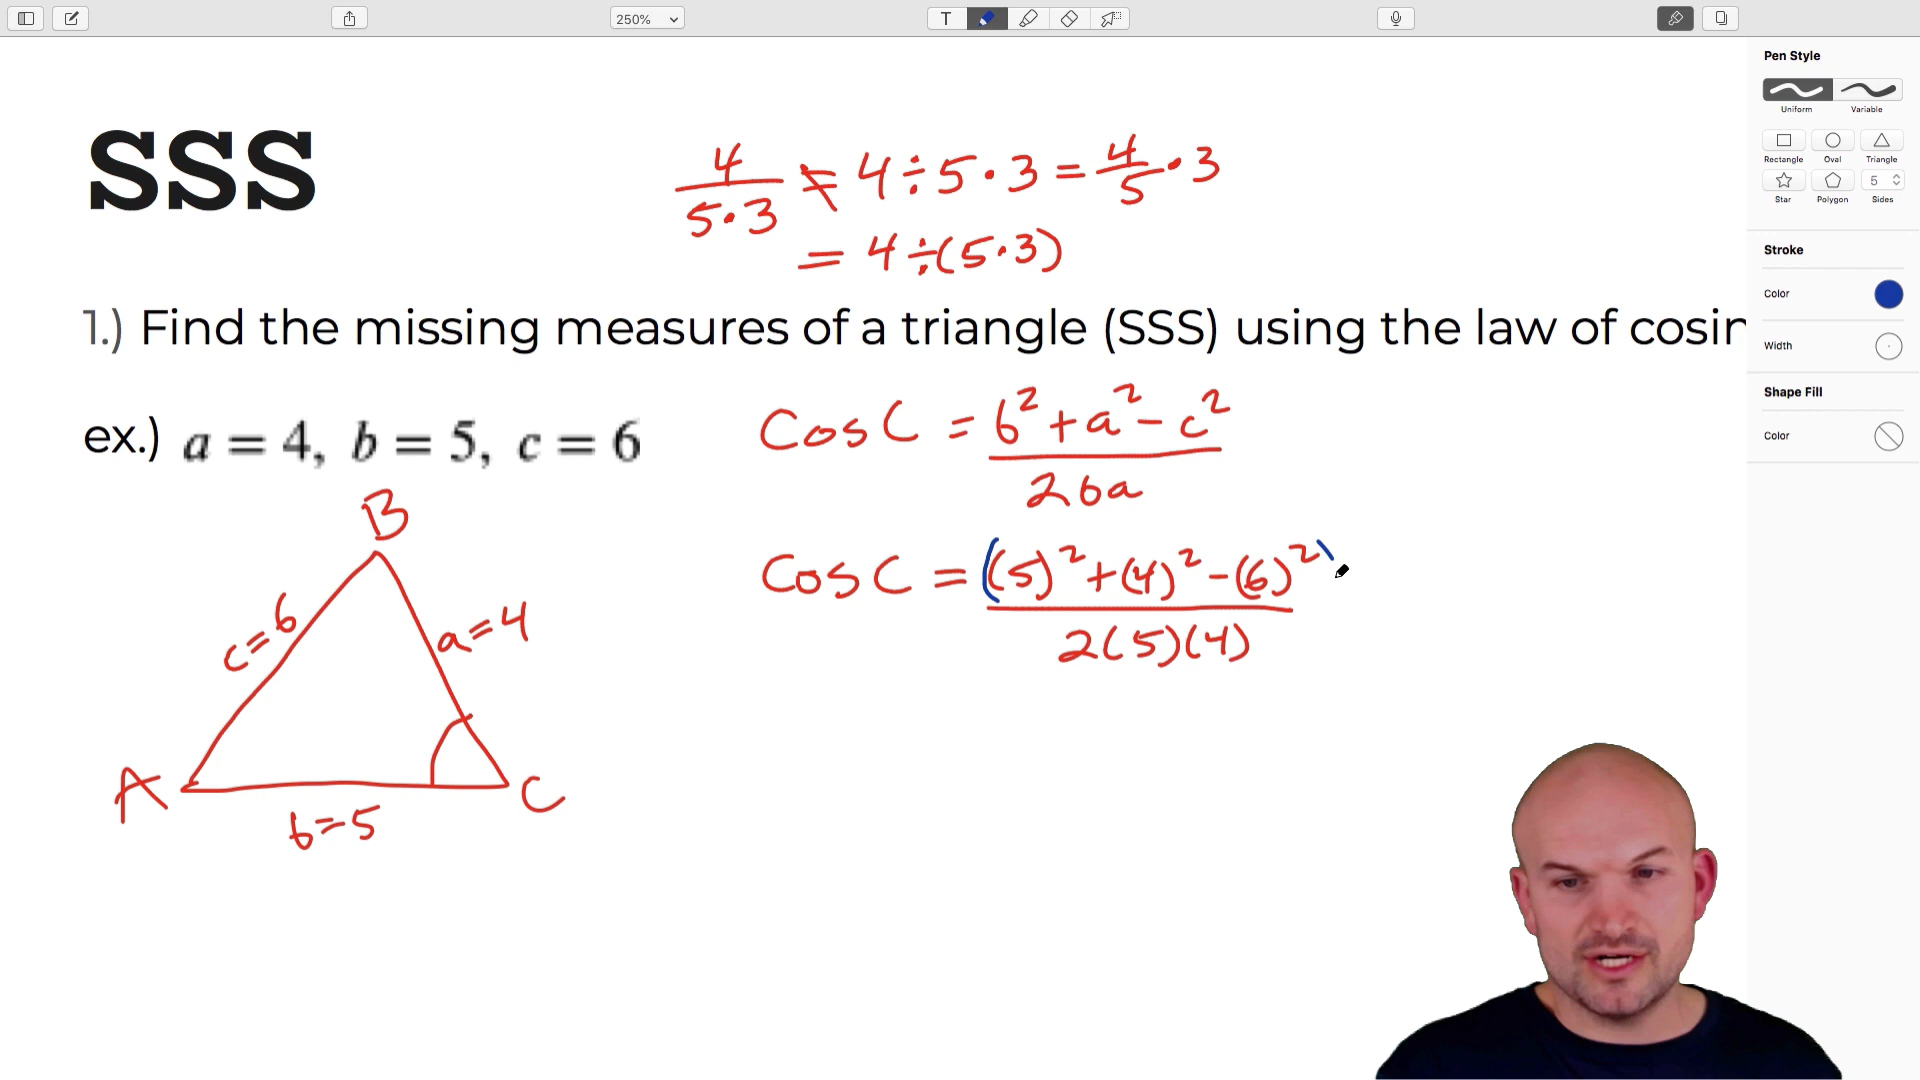 250%
T
Pen Style
Uniform Variable
Rectangle Oval Triangle
5
Star Polygon Sides
Stroke
Color
Width
Shape Fill
Color
SSS
4/(5·3) ≠ 4÷5·3 = 4/5·3
= 4÷(5·3)
1.) Find the missing measures of a triangle (SSS) using the law of cosin
ex.) a = 4, b = 5, c = 6
Cos C = b²+a²-c²
2ba
Cos C = ((5)²+(4)²-(6)²)
2(5)(4)
B
c=6
a=4
A
C
b=5